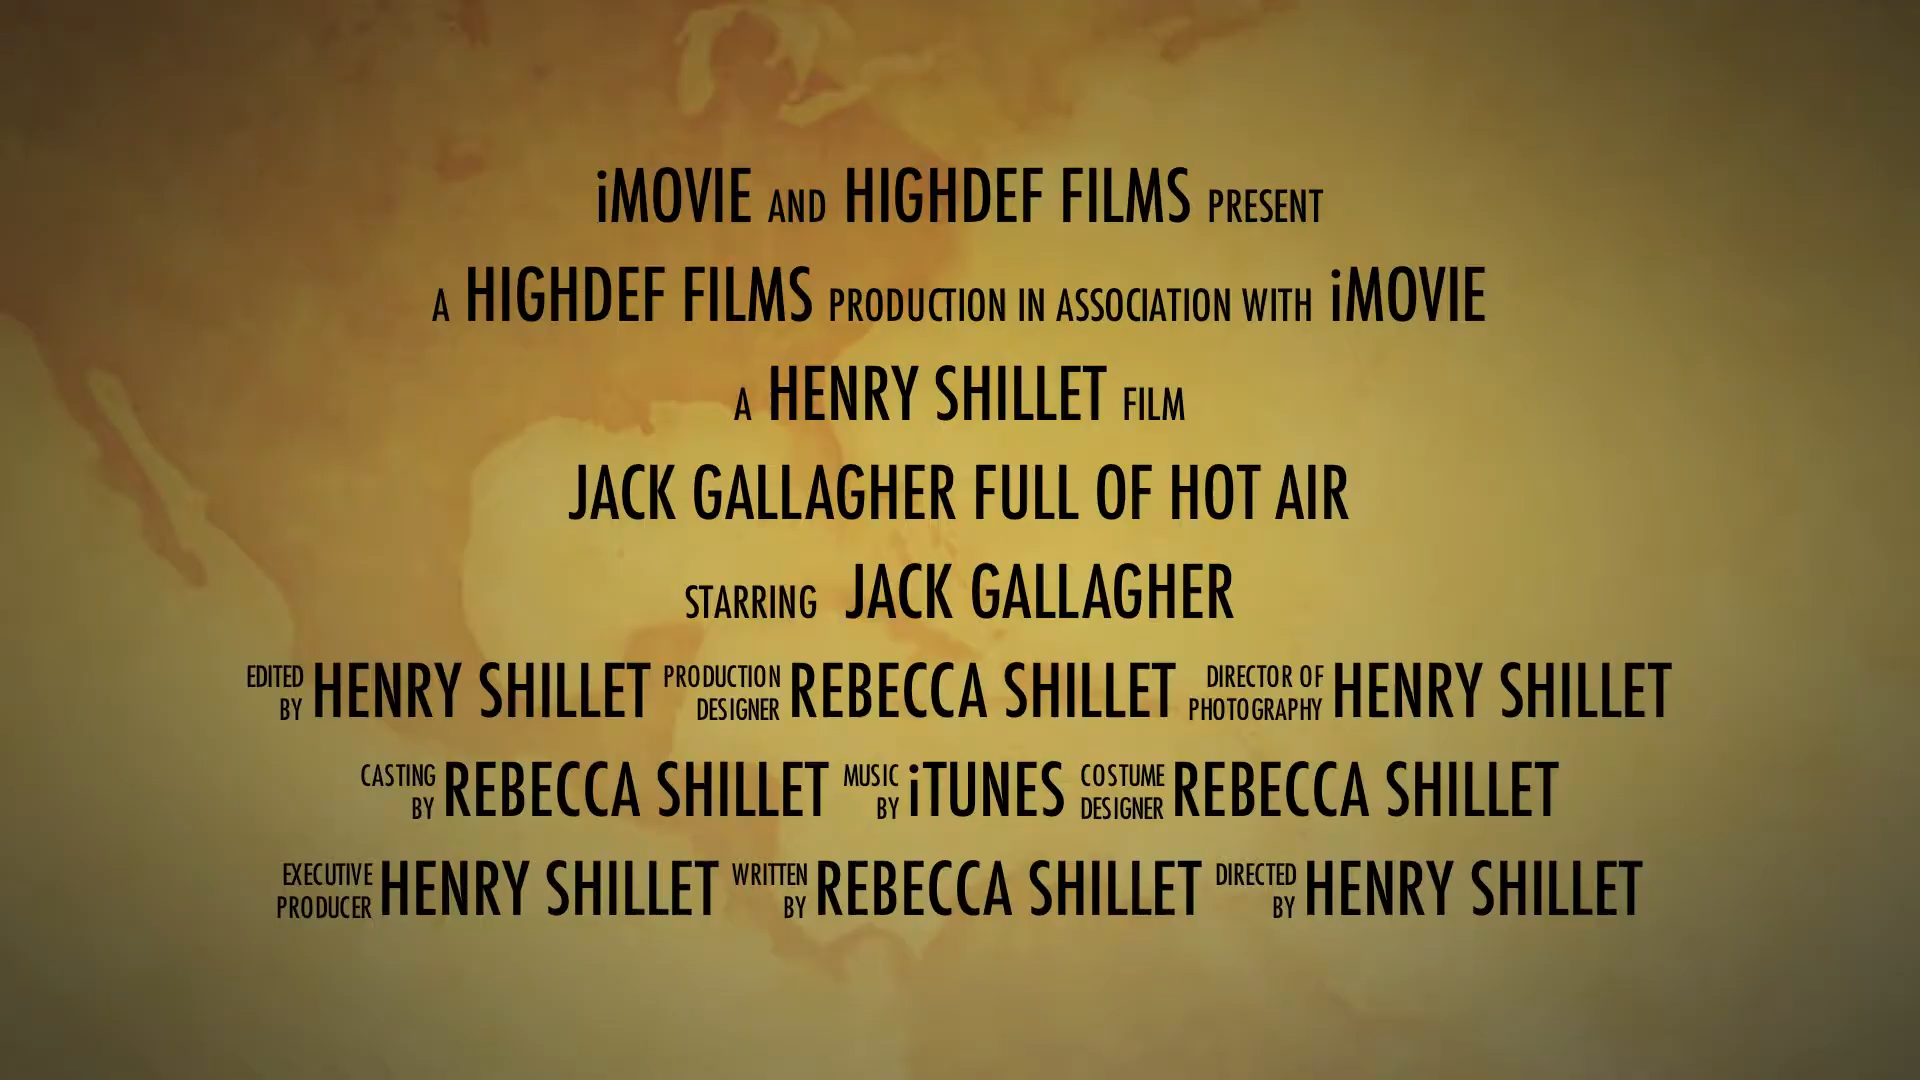 iMOVIE AND HIGHDEF FILMS PRESENT
A HIGHDEF FILMS PRODUCTION IN ASSOCIATION WITH iMOVIE
A HENRY SHILLET FILM
JACK GALLAGHER FULL OF HOT AIR
STARRING JACK GALLAGHER
EDITED BY HENRY SHILLET PRODUCTION DESIGNER REBECCA SHILLET DIRECTOR OF PHOTOGRAPHY HENRY SHILLET
CASTING BY REBECCA SHILLET MUSIC BY iTUNES COSTUME DESIGNER REBECCA SHILLET
EXECUTIVE PRODUCER HENRY SHILLET WRITTEN BY REBECCA SHILLET DIRECTED BY HENRY SHILLET